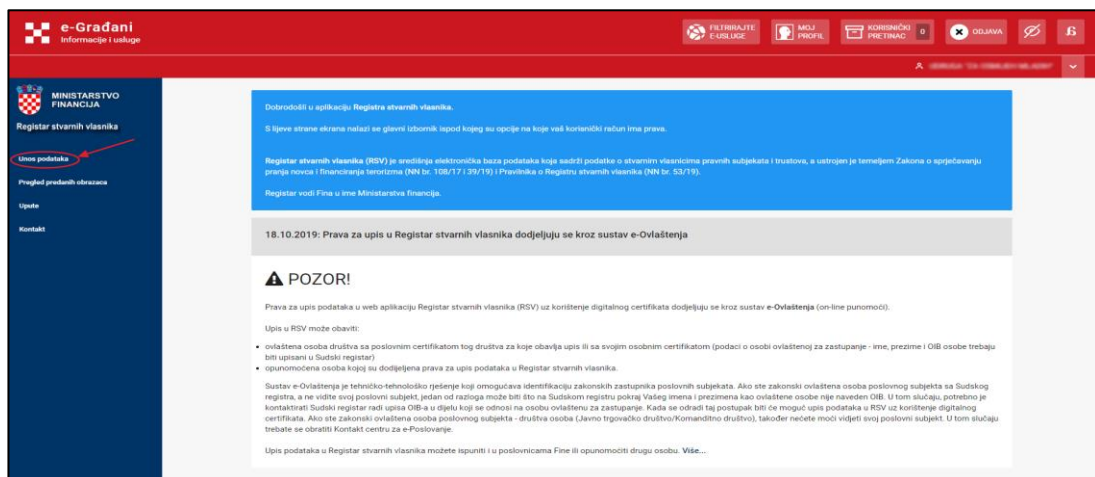 e-Građani
Informacije i usluge
FILTRIRAJTE
E-USLUGE
MOJ
PROFIL
KORISNIČKI
PRETINAC
0
ODJAVA
MINISTARSTVO
FINANCIJA
Registar stvarnih vlasnika
Unos podataka
Pregled predanih obrazaca
Upute
Kontakt
Dobrodošli u aplikaciju Registra stvarnih vlasnika.
S lijeve strane ekrana nalazi se glavni izbornik ispod kojeg su opcije na koje vaš korisnički račun ima prava.
Registar stvarnih vlasnika (RSV) je središnja elektronička baza podataka koja sadrži podatke o stvarnim vlasnicima pravnih subjekata i trustova, a ustrojen je temeljem Zakona o sprječavanju
pranja novca i financiranja terorizma (NN br. 108/17 i 39/19) i Pravilnika o Registru stvarnih vlasnika (NN br. 53/19).
Registar vodi Fina u ime Ministarstva financija.
18.10.2019: Prava za upis u Registar stvarnih vlasnika dodjeljuju se kroz sustav e-Ovlaštenja
POZOR!
Prava za upis podataka u web aplikaciju Registar stvarnih vlasnika (RSV) uz korištenje digitalnog certifikata dodjeljuju se kroz sustav e-Ovlaštenja (on-line punomoći).
Upis u RSV može obaviti:
• ovlaštena osoba društva sa poslovnim certifikatom tog društva za koje obavlja upis ili sa svojim osobnim certifikatom (podaci o osobi ovlaštenoj za zastupanje - ime, prezime i OIB osobe trebaju
biti upisani u Sudski registar)
• opunomoćena osoba kojoj su dodijeljena prava za upis podataka u Registar stvarnih vlasnika.
Sustav e-Ovlaštenja je tehničko-tehnološko rješenje koji omogućava identifikaciju zakonskih zastupnika poslovnih subjekata. Ako ste zakonski ovlaštena osoba poslovnog subjekta sa Sudskog
registra, a ne vidite svoj poslovni subjekt, jedan od razloga može biti što na Sudskom registru pokraj Vašeg imena i prezimena kao ovlaštene osobe nije naveden OIB. U tom slučaju, potrebno je
kontaktirati Sudski registar radi upisa OIB-a u dijelu koji se odnosi na osobu ovlaštenu za zastupanje. Kada se odradi taj postupak bit će moguć upis podataka u RSV uz korištenje digitalnog
certifikata. Ako ste zakonski ovlaštena osoba poslovnog subjekta - društva osoba (Javno trgovačko društvo/Komanditno društvo), također nećete moći vidjeti svoj poslovni subjekt. U tom slučaju
trebate se obratiti Kontakt centru za e-Poslovanje.
Upis podataka u Registar stvarnih vlasnika možete ispuniti i u poslovnicama Fine ili opunomoćiti drugu osobu. Više...